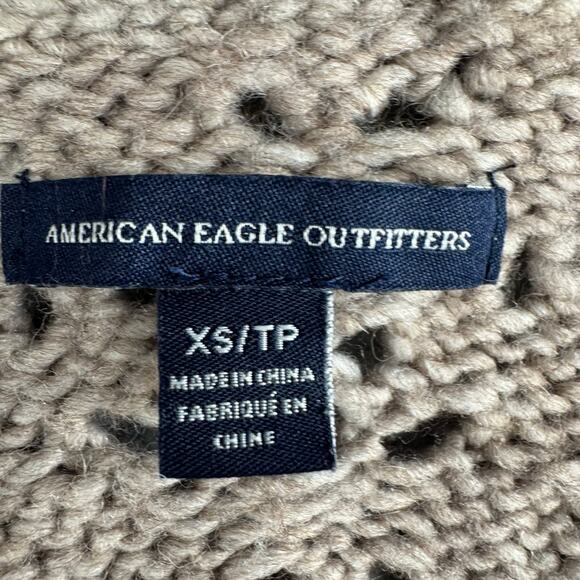 AMERICAN EAGLE OUTFITTERS
XS/TP
MADE IN CHINA
FABRIQUÉ EN
CHINE